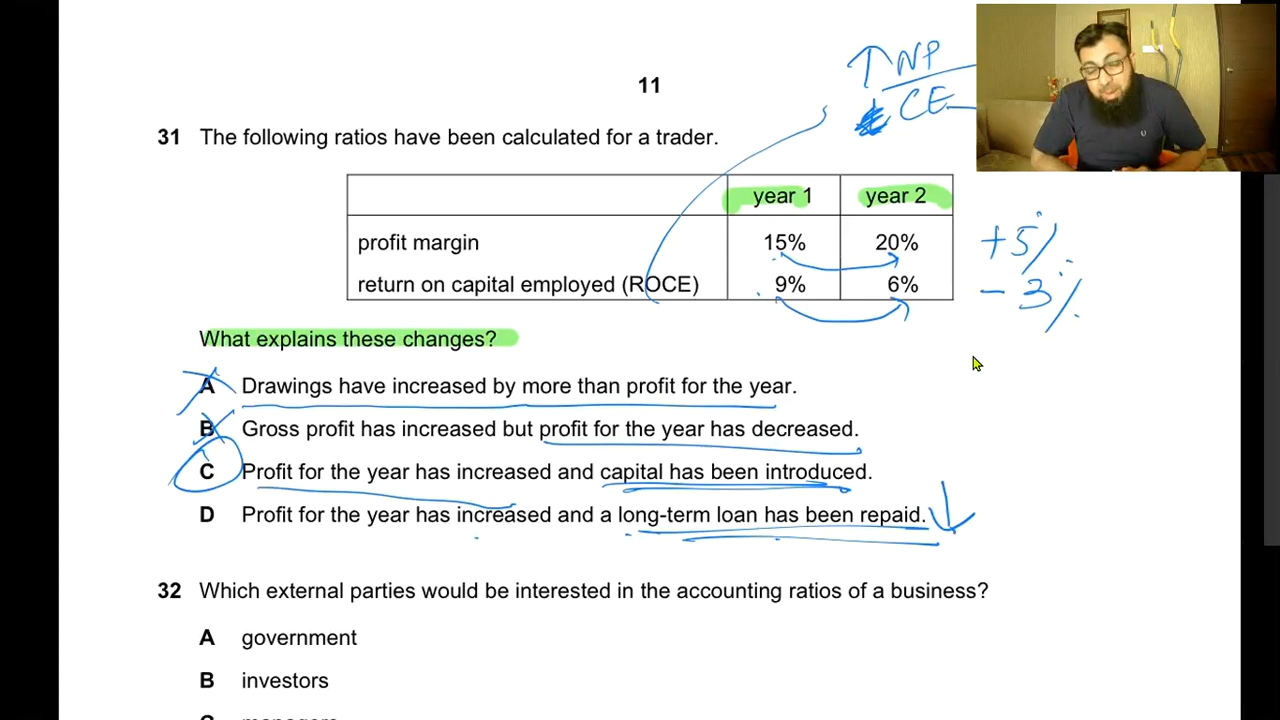 11
↑ NP
CE
31 The following ratios have been calculated for a trader.
year 1 year 2
profit margin 15% 20% +5%
return on capital employed (ROCE) 9% 6% -3%
What explains these changes?
A Drawings have increased by more than profit for the year.
B Gross profit has increased but profit for the year has decreased.
C Profit for the year has increased and capital has been introduced.
D Profit for the year has increased and a long-term loan has been repaid. ↓
32 Which external parties would be interested in the accounting ratios of a business?
A government
B investors